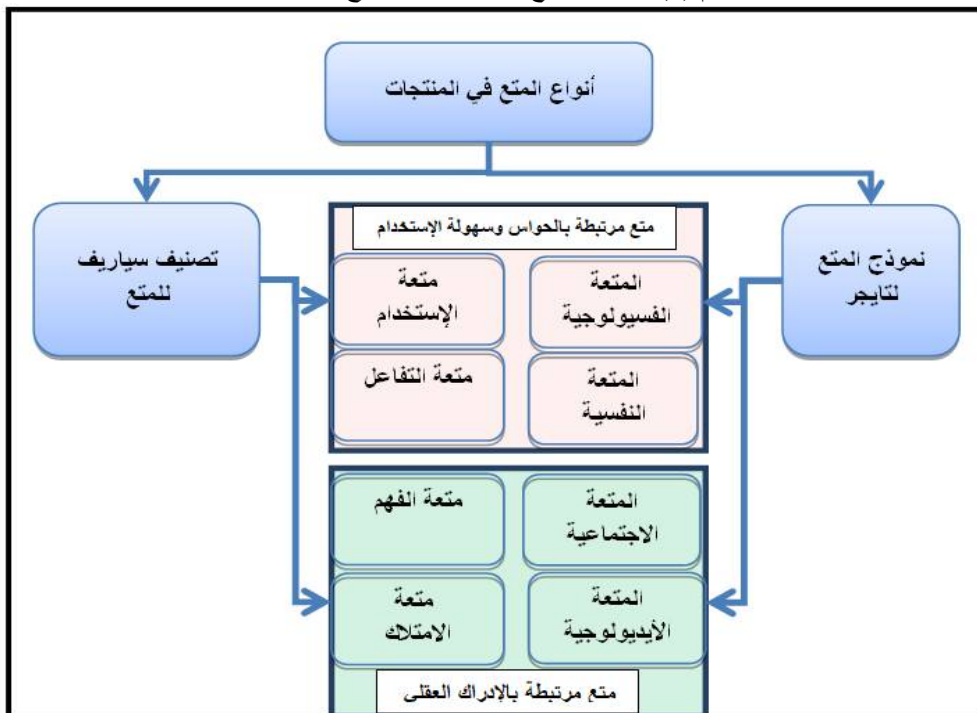 أنواع المتع في المنتجات
نموذج المتع
لتايجر
تصنيف سياريف
للمتع
متع مرتبطة بالحواس وسهولة الإستخدام
المتعة
الفسيولوجية
متعة
الإستخدام
المتعة
النفسية
متعة التفاعل
المتعة
الاجتماعية
متعة الفهم
المتعة
الأيديولوجية
متعة
الامتلاك
متع مرتبطة بالإدراك العقلى